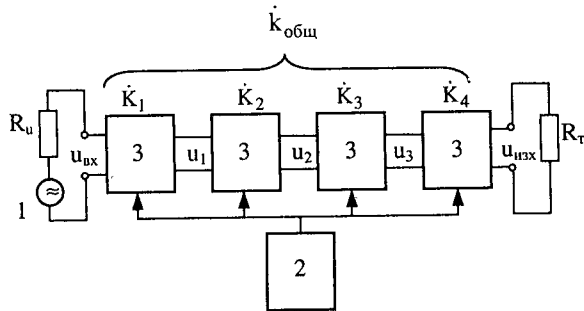 k̇общ
K̇1 K̇2 K̇3 K̇4
Rи 3 3 3 3 Rт
uвх u1 u2 u3 uизх
1
2